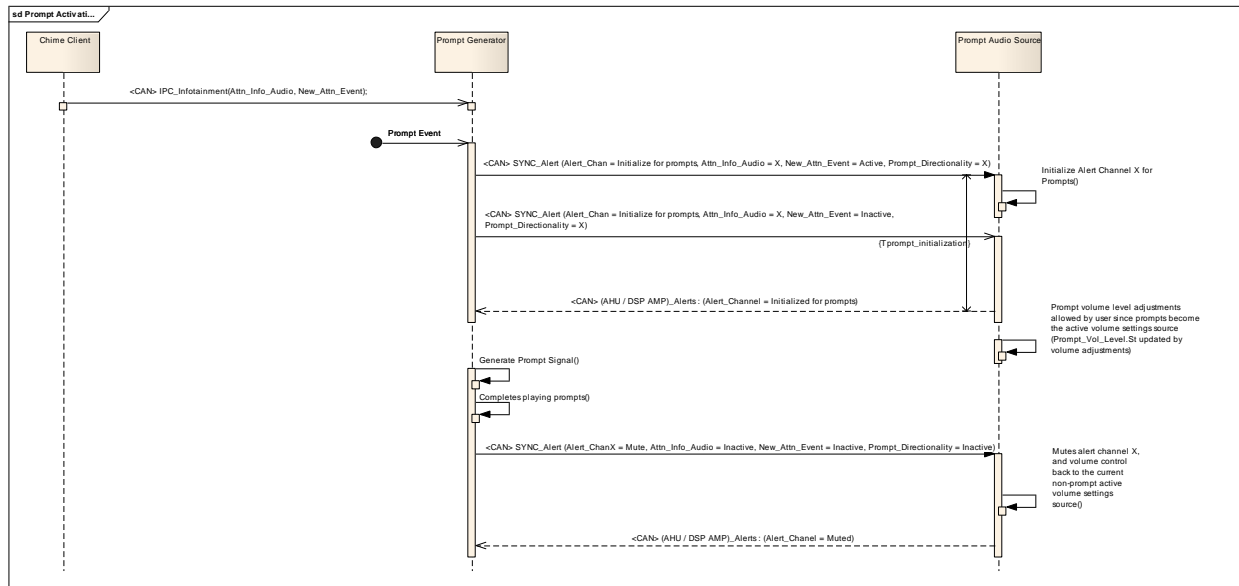 sd Prompt Activati...
Chime Client
Prompt Generator
Prompt Audio Source
<CAN> IPC_Infotainment(Attn_Info_Audio, New_Attn_Event);
Prompt Event
<CAN> SYNC_Alert (Alert_Chan = Initialize for prompts, Attn_Info_Audio = X, New_Attn_Event = Active, Prompt_Directionality = X)
Initialize Alert Channel X for
Prompts()
<CAN> SYNC_Alert (Alert_Chan = Initialize for prompts, Attn_Info_Audio = X, New_Attn_Event = Inactive,
Prompt_Directionality = X)
(Tprompt_initialization)
<CAN> (AHU / DSP AMP)_Alerts : (Alert_Channel = Initialized for prompts)
Prompt volume level adjustments
allowed by user since prompts become
the active volume settings source
(Prompt_Vol_Level.St updated by
volume adjustments)
Generate Prompt Signal()
Completes playing prompts()
<CAN> SYNC_Alert (Alert_ChanX = Mute, Attn_Info_Audio = Inactive, New_Attn_Event = Inactive, Prompt_Directionality = Inactive)
Mutes alert channel X,
and volume control
back to the current
non-prompt active
volume settings
source()
<CAN> (AHU / DSP AMP)_Alerts : (Alert_Chanel = Muted)